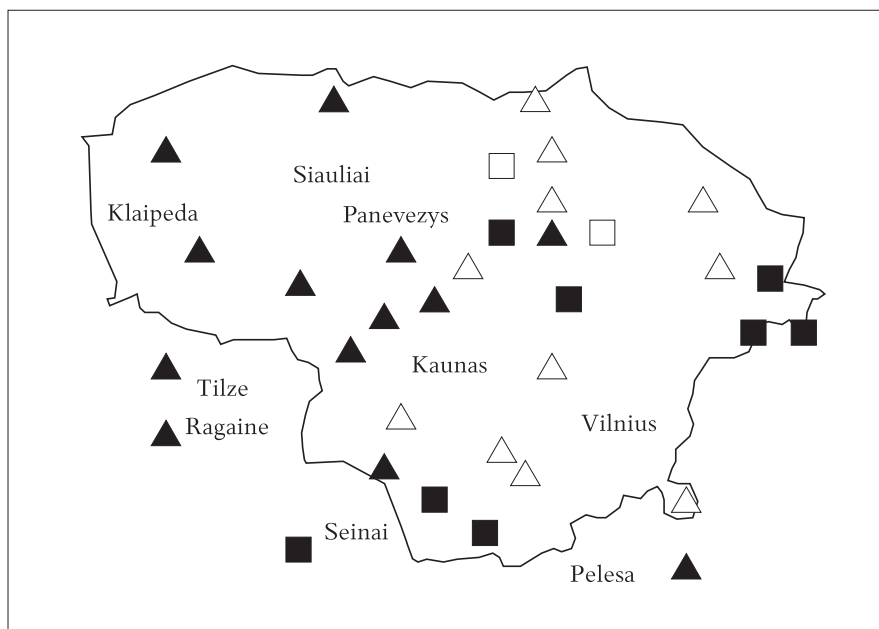 Siauliai
Klaipeda
Panevezys
Kaunas
Tilze
Ragaine
Vilnius
Seinai
Pelesa